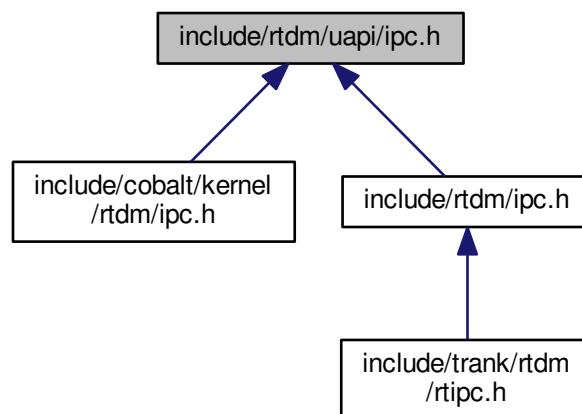 include/rtdm/uapi/ipc.h
include/cobalt/kernel
/rtdm/ipc.h
include/rtdm/ipc.h
include/trank/rtdm
/rtipc.h